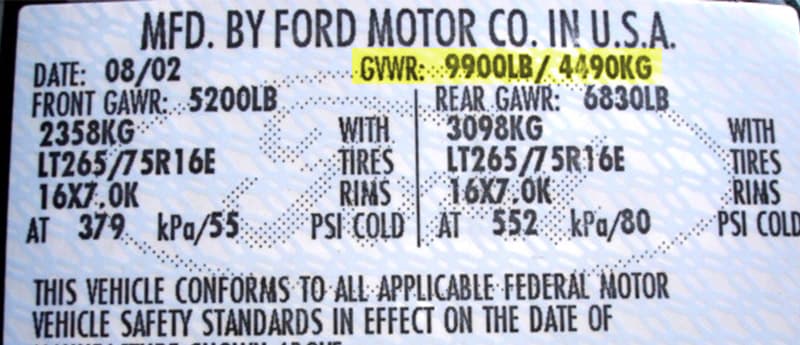 MFD. BY FORD MOTOR CO. IN U.S.A.
DATE: 08/02 GVWR: 9900LB/ 4490KG
FRONT GAWR: 5200LB REAR GAWR: 6830LB
2358KG WITH 3098KG WITH
LT265/75R16E TIRES LT265/75R16E TIRES
16X7.0K RIMS 16X7.0K RIMS
AT 379 kPa/55 PSI COLD AT 552 kPa/80 PSI COLD
THIS VEHICLE CONFORMS TO ALL APPLICABLE FEDERAL MOTOR
VEHICLE SAFETY STANDARDS IN EFFECT ON THE DATE OF